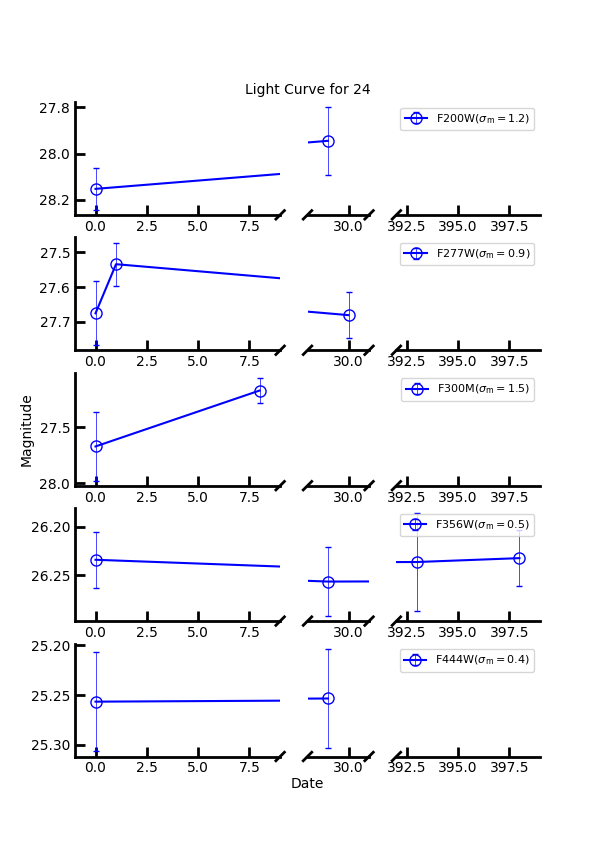 Light Curve for 24
27.8
28.0
28.2
F200W(σm = 1.2)
0.0 2.5 5.0 7.5 30.0 392.5 395.0 397.5
27.5
27.6
27.7
F277W(σm = 0.9)
0.0 2.5 5.0 7.5 30.0 392.5 395.0 397.5
Magnitude
27.5
28.0
F300M(σm = 1.5)
0.0 2.5 5.0 7.5 30.0 392.5 395.0 397.5
26.20
26.25
F356W(σm = 0.5)
0.0 2.5 5.0 7.5 30.0 392.5 395.0 397.5
25.20
25.25
25.30
F444W(σm = 0.4)
0.0 2.5 5.0 7.5 30.0 392.5 395.0 397.5
Date